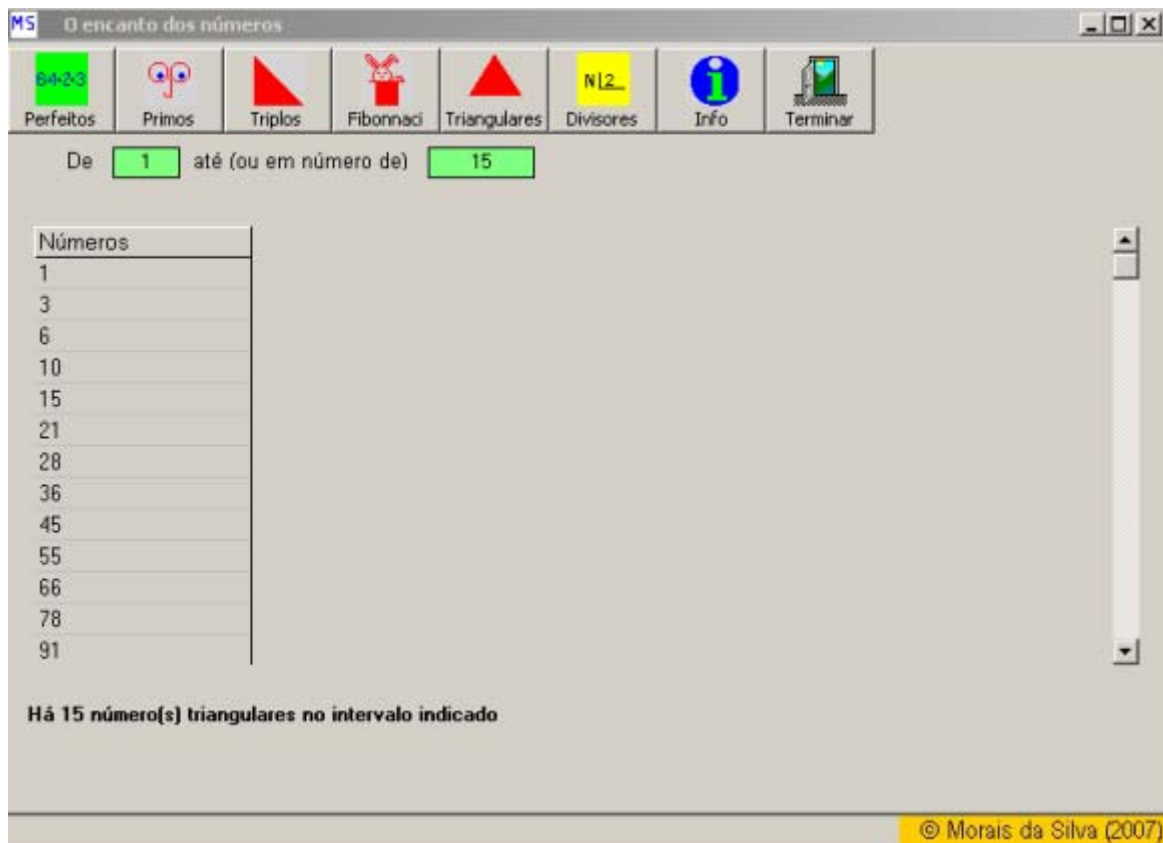 MS O encanto dos números
6+2+3
N|2
Perfeitos Primos Triplos Fibonnaci Triangulares Divisores Info Terminar
De 1 até (ou em número de) 15
Números
1
3
6
10
15
21
28
36
45
55
66
78
91
Há 15 número(s) triangulares no intervalo indicado
© Morais da Silva (2007)